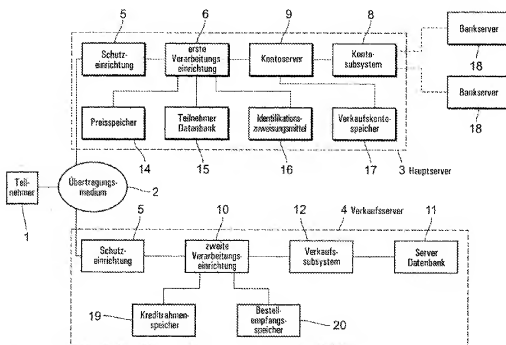 5
6
9
8
Schutz-
einrichtung
erste
Verarbeitungs
einrichtung
Kontoserver
Konto-
subsystem
Bankserver
18
Bankserver
18
Preisspeicher
Teilnehmer
Datenbank
Identifikations-
zuweisungsmittel
Verkaufskonto-
speicher
14
15
16
17
3 Hauptserver
Teil-
nehmer
1
Übertragungs-
medium
2
5
10
12
4 Verkaufsserver
11
Schutz-
einrichtung
zweite
Verarbeitungs-
einrichtung
Verkaufs-
subsystem
Server
Datenbank
19
Kreditrahmen-
speicher
Bestell-
empfangs-
speicher
20